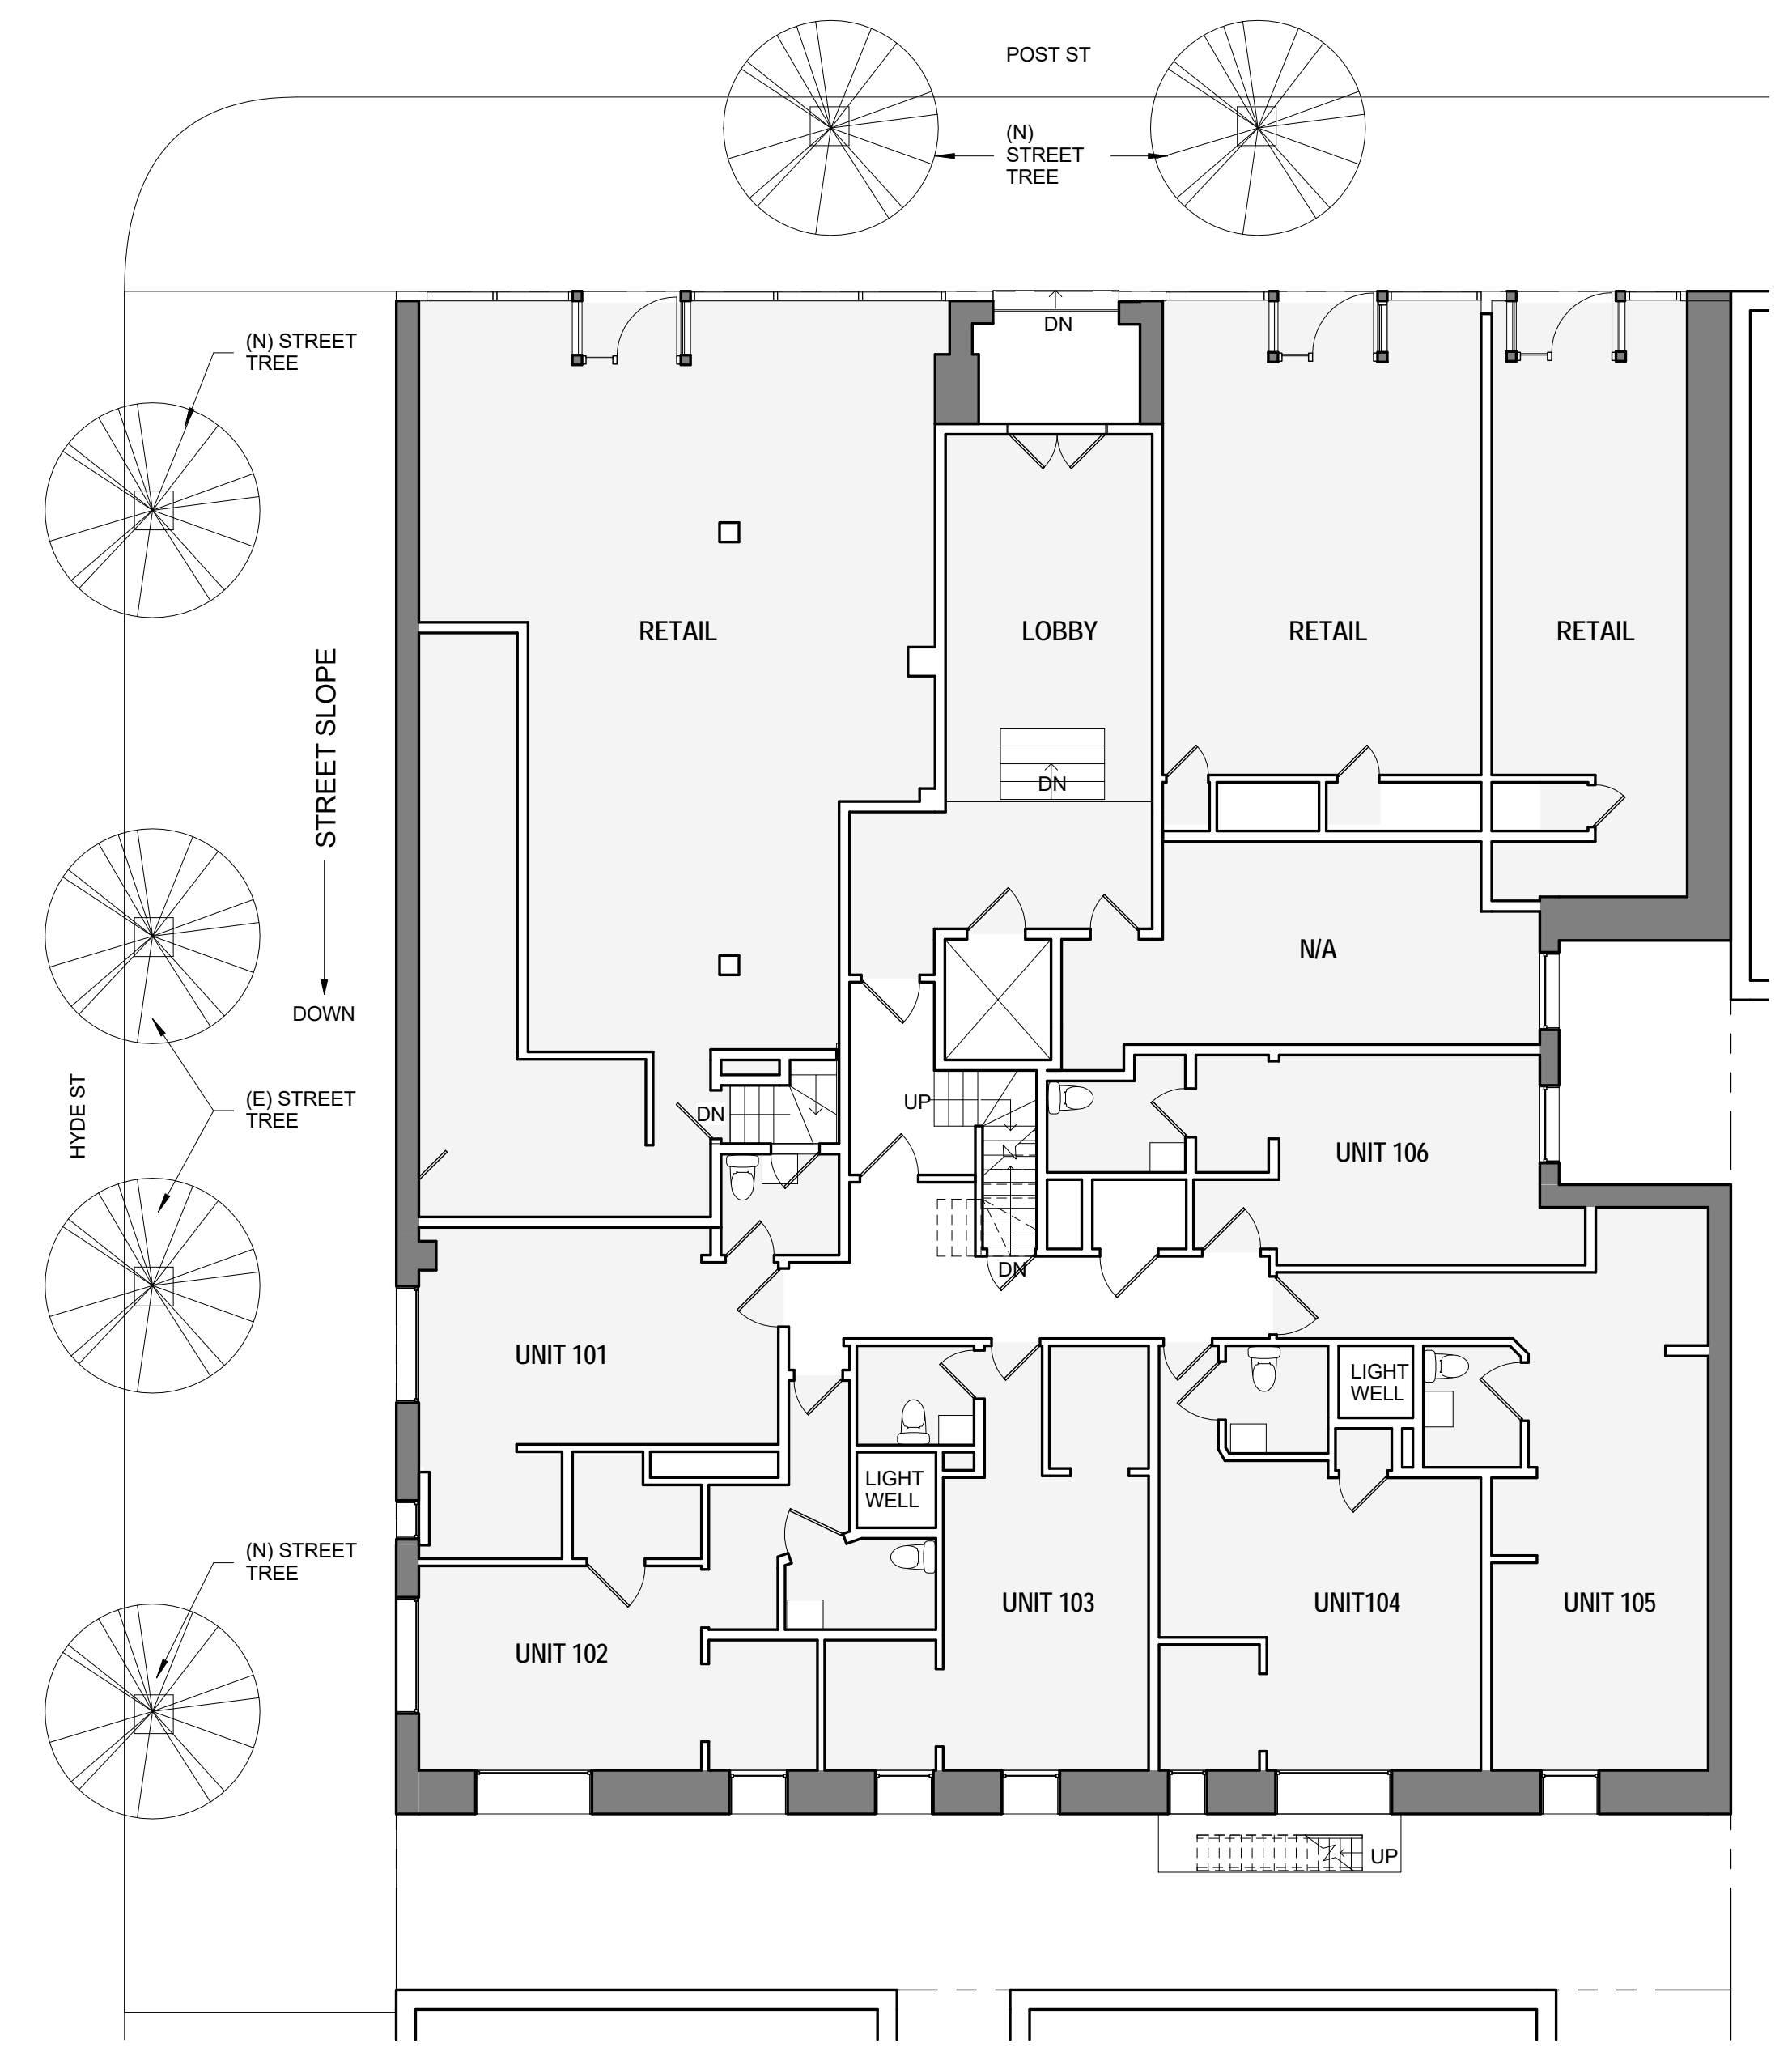 POST ST
(N)
STREET
TREE
DN
(N) STREET
TREE
RETAIL
LOBBY
RETAIL
RETAIL
STREET SLOPE
DN
N/A
DOWN
HYDE ST
(E) STREET
TREE
DN
UP
UNIT 106
DN
UNIT 101
LIGHT
WELL
LIGHT
WELL
(N) STREET
TREE
UNIT 103
UNIT104
UNIT 105
UNIT 102
UP